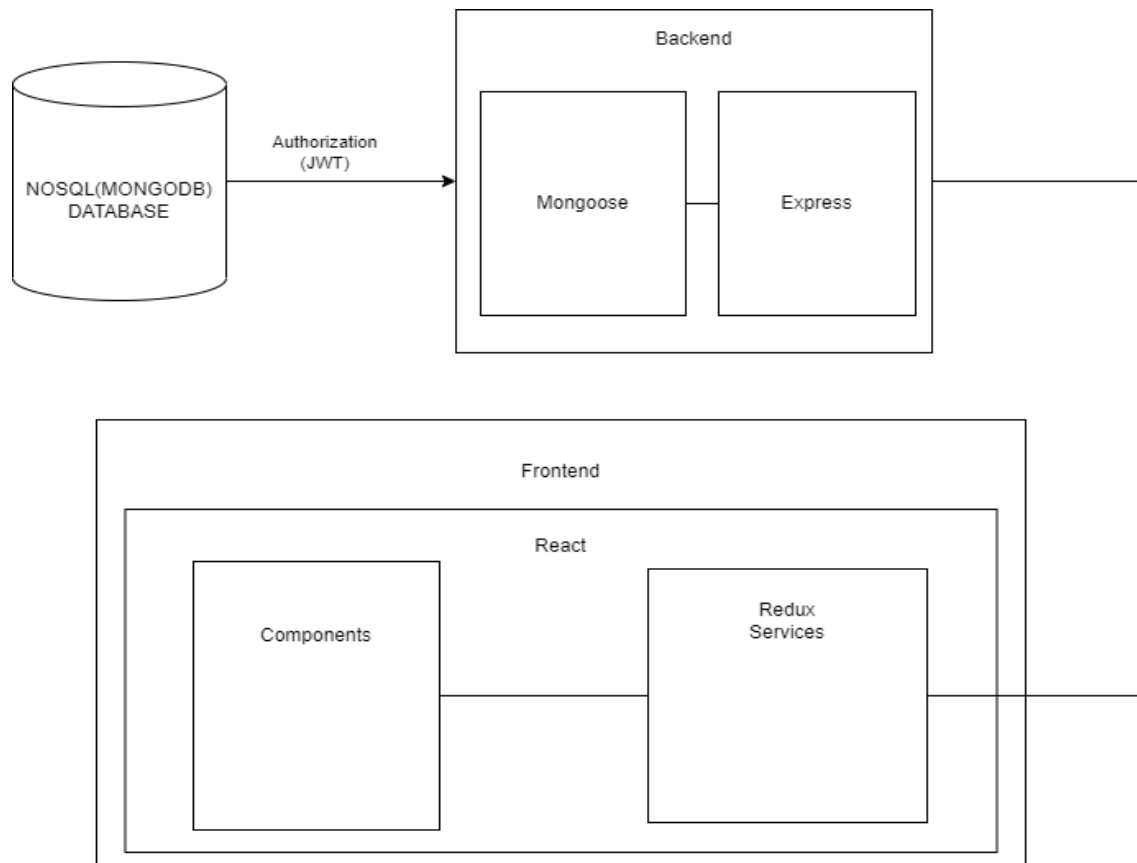 Backend
Authorization
(JWT)
NOSQL(MONGODB)
DATABASE
Mongoose
Express
Frontend
React
Components
Redux
Services